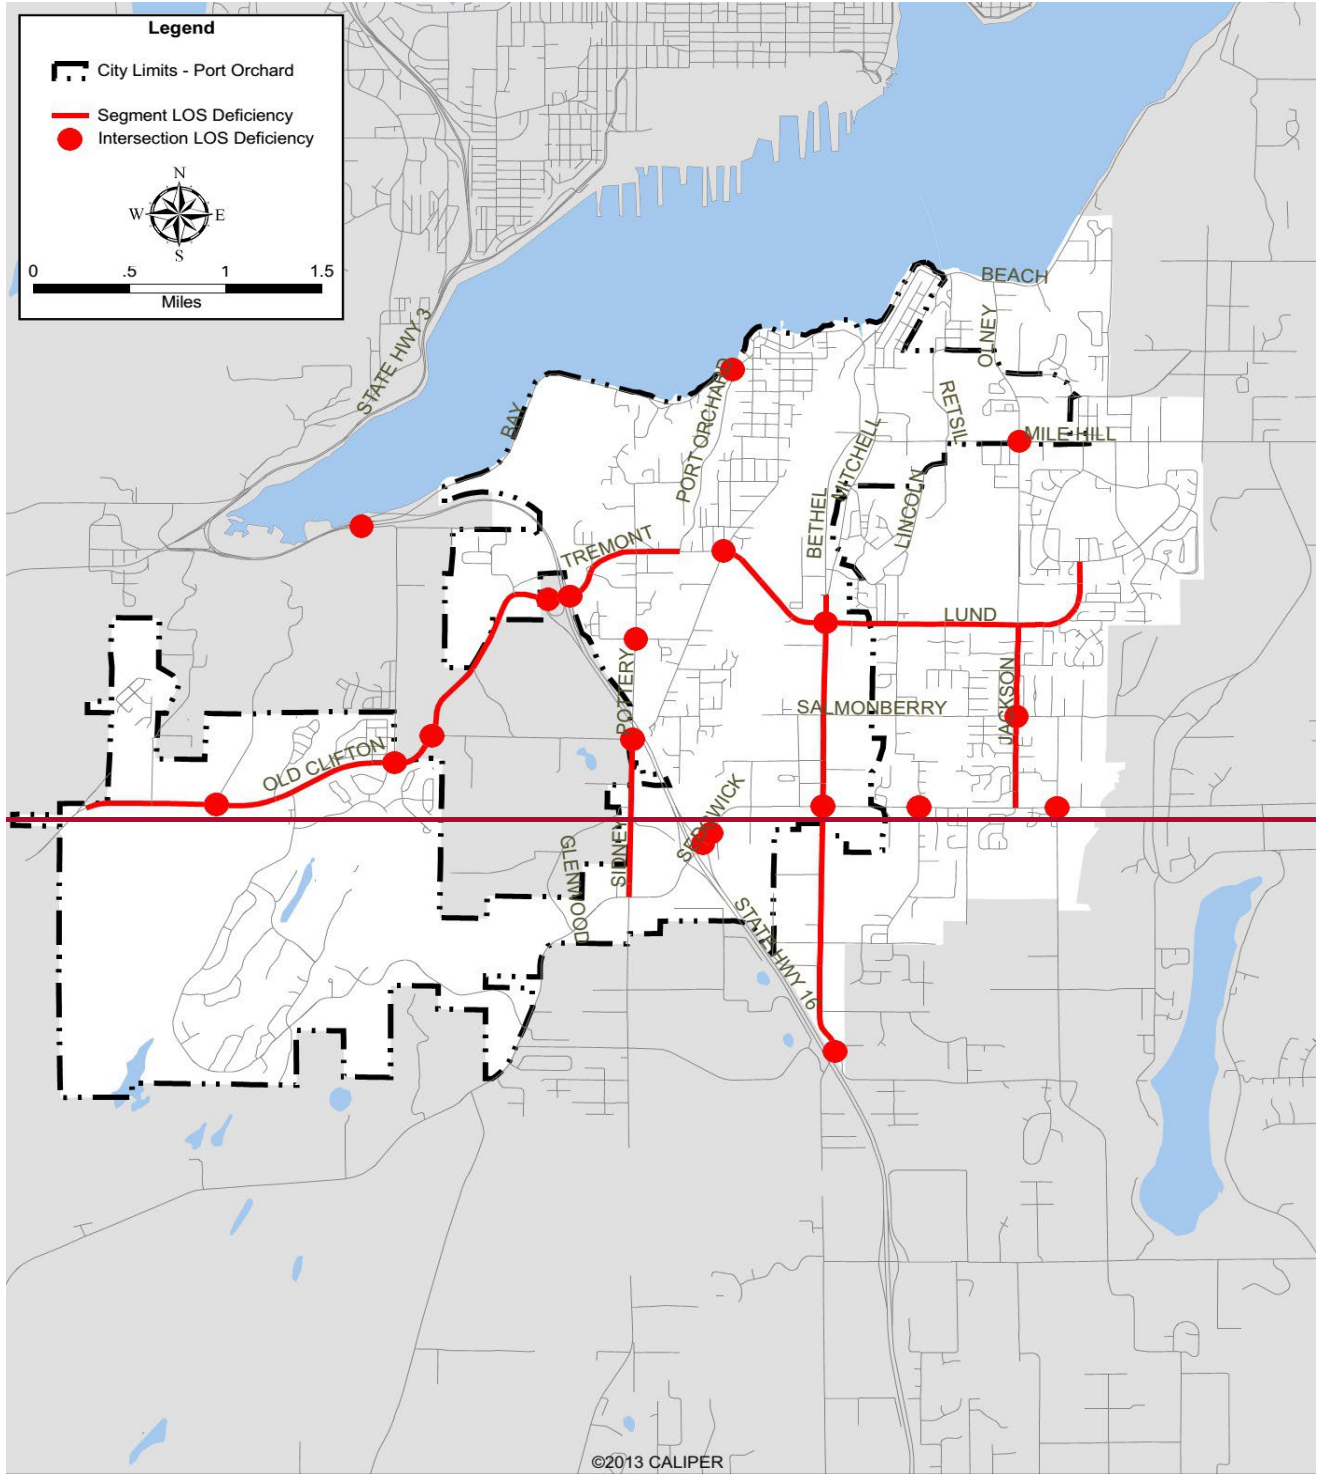 Legend
City Limits - Port Orchard
Segment LOS Deficiency
Intersection LOS Deficiency
N
W E
S
0 .5 1 1.5
Miles
STATE HWY 3
BEACH
OLNEY
BAY
PORT ORCHARD
RETSIL
MILE HILL
MITCHELL
LINCOLN
BETHEL
TREMONT
LUND
POTTERY
SALMONBERRY
JACKSON
OLD CLIFTON
SEDGWICK
SIDNEY
GLENWOOD
STATE HWY 16
©2013 CALIPER